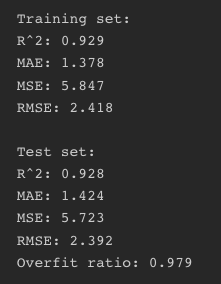 Training set:
R^2: 0.929
MAE: 1.378
MSE: 5.847
RMSE: 2.418
Test set:
R^2: 0.928
MAE: 1.424
MSE: 5.723
RMSE: 2.392
Overfit ratio: 0.979